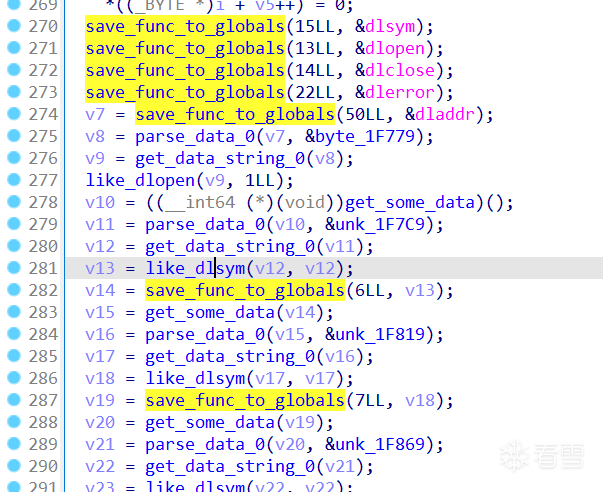 269 *((_BYTE *)i + v5++) = 0;
270 save_func_to_globals(15LL, &dlsym);
271 save_func_to_globals(13LL, &dlopen);
272 save_func_to_globals(14LL, &dlclose);
273 save_func_to_globals(22LL, &dlerror);
274 v7 = save_func_to_globals(50LL, &dladdr);
275 v8 = parse_data_0(v7, &byte_1F779);
276 v9 = get_data_string_0(v8);
277 like_dlopen(v9, 1LL);
278 v10 = ((__int64 (*)(void))get_some_data)();
279 v11 = parse_data_0(v10, &unk_1F7C9);
280 v12 = get_data_string_0(v11);
281 v13 = like_dlsym(v12, v12);
282 v14 = save_func_to_globals(6LL, v13);
283 v15 = get_some_data(v14);
284 v16 = parse_data_0(v15, &unk_1F819);
285 v17 = get_data_string_0(v16);
286 v18 = like_dlsym(v17, v17);
287 v19 = save_func_to_globals(7LL, v18);
288 v20 = get_some_data(v19);
289 v21 = parse_data_0(v20, &unk_1F869);
290 v22 = get_data_string_0(v21);
291 v23 = like_dlsym(v22, v22);
看雪